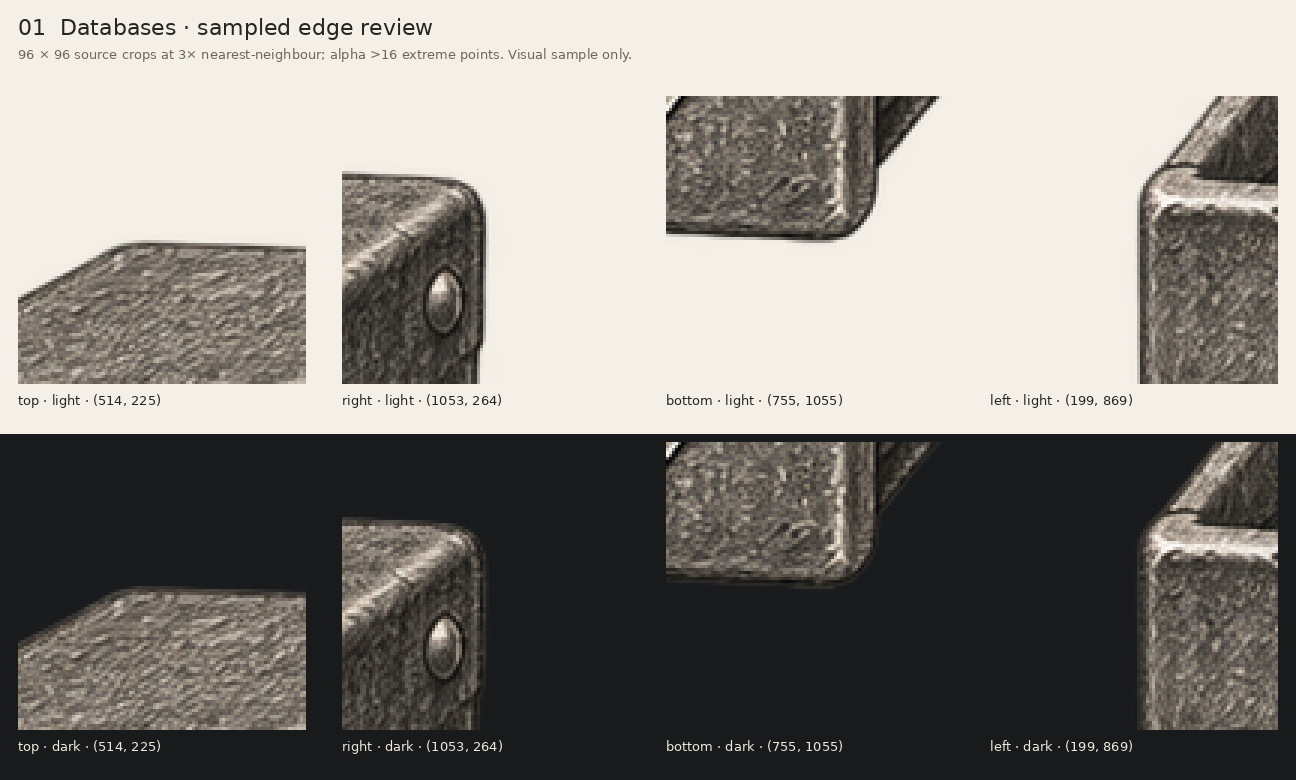 01 Databases · sampled edge review
96 × 96 source crops at 3× nearest-neighbour; alpha >16 extreme points. Visual sample only.
top · light · (514, 225)
right · light · (1053, 264)
bottom · light · (755, 1055)
left · light · (199, 869)
top · dark · (514, 225)
right · dark · (1053, 264)
bottom · dark · (755, 1055)
left · dark · (199, 869)